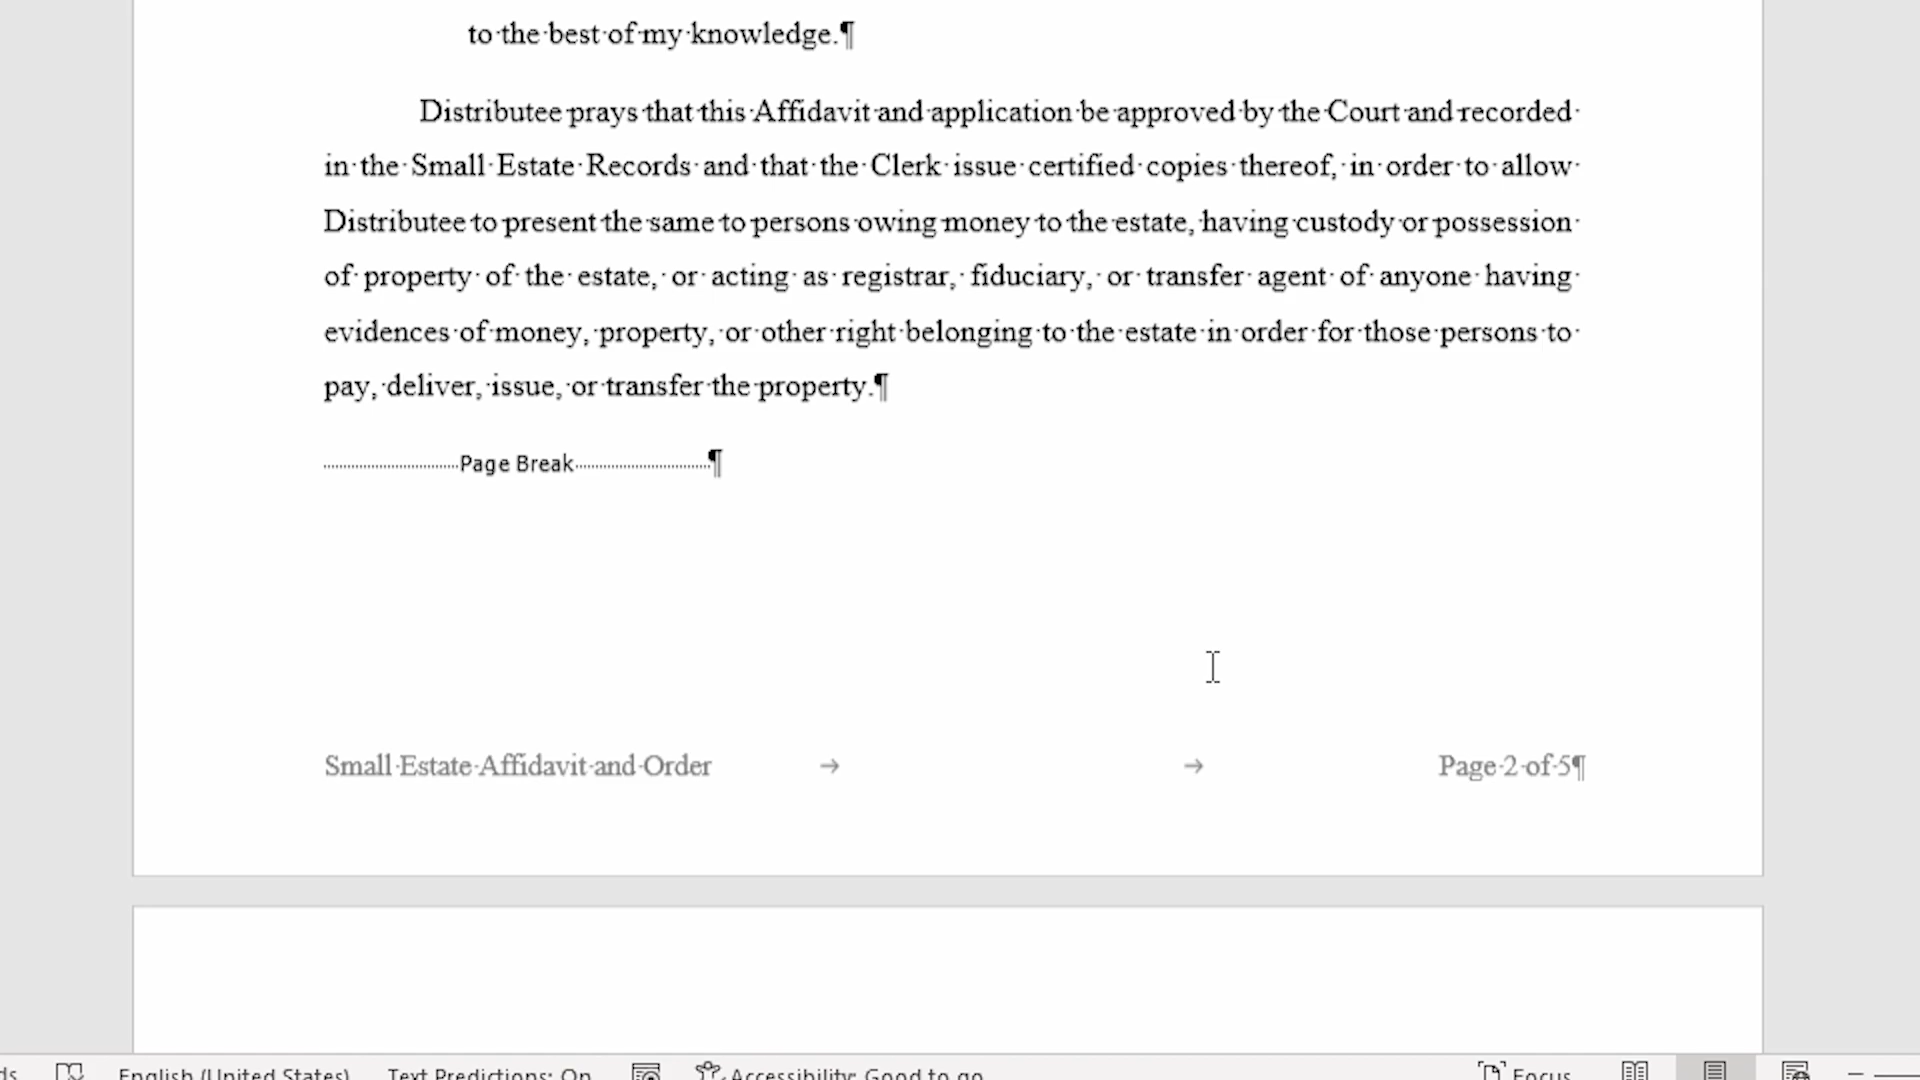 to the best of my knowledge.¶
Distributee prays that this Affidavit and application be approved by the Court and recorded
in the Small Estate Records and that the Clerk issue certified copies thereof, in order to allow
Distributee to present the same to persons owing money to the estate, having custody or possession
of property of the estate, or acting as registrar, fiduciary, or transfer agent of anyone having
evidences of money, property, or other right belonging to the estate in order for those persons to
pay, deliver, issue, or transfer the property.¶
Page Break¶
Small Estate Affidavit and Order → → Page 2 of 5¶
English (United States) Text Predictions: On Accessibility: Good to go Focus